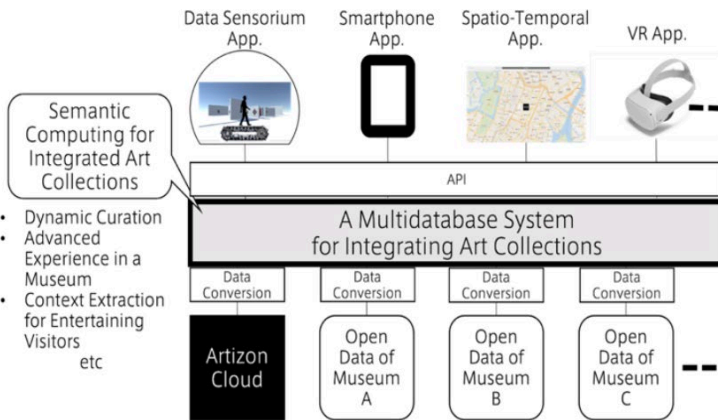 Data Sensorium
App.
Smartphone
App.
Spatio-Temporal
App.
VR App.
Semantic
Computing for
Integrated Art
Collections
• Dynamic Curation
• Advanced
Experience in a
Museum
• Context Extraction
for Entertaining
Visitors
etc
API
A Multidatabase System
for Integrating Art Collections
Data
Conversion
Data
Conversion
Data
Conversion
Data
Conversion
Artizon
Cloud
Open
Data of
Museum
A
Open
Data of
Museum
B
Open
Data of
Museum
C